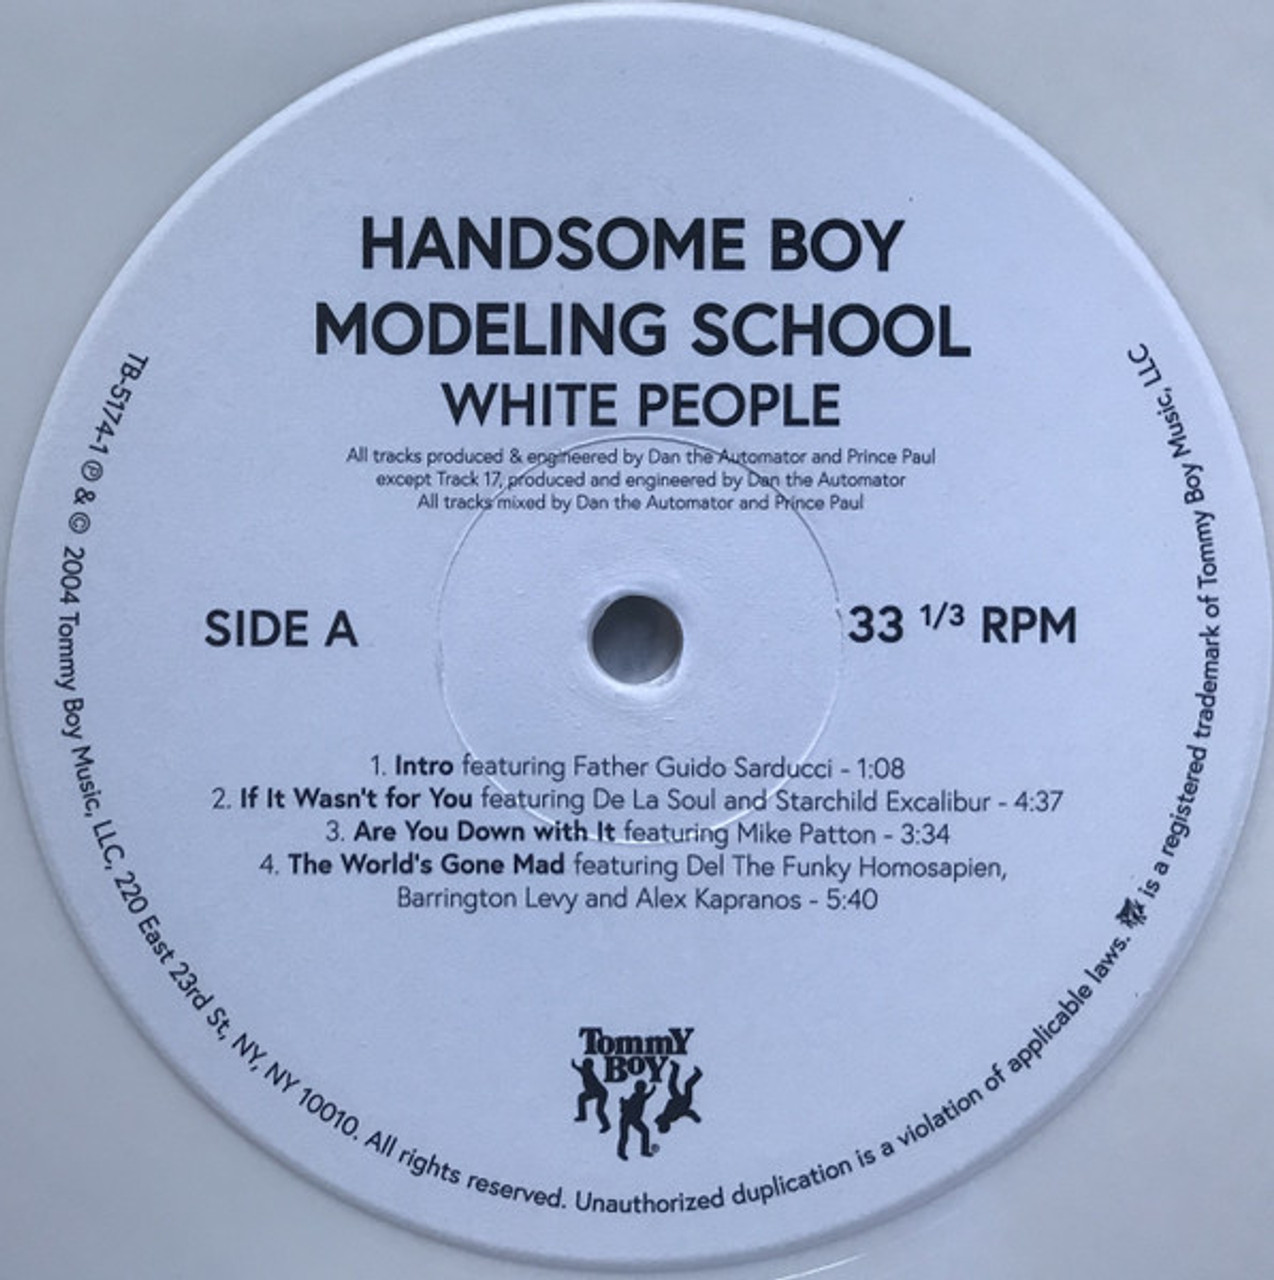 HANDSOME BOY
MODELING SCHOOL
WHITE PEOPLE
All tracks produced & engineered by Dan the Automator and Prince Paul
except Track 17, produced and engineered by Dan the Automator
All tracks mixed by Dan the Automator and Prince Paul
SIDE A
33 1/3 RPM
1. Intro featuring Father Guido Sarducci - 1:08
2. If It Wasn't for You featuring De La Soul and Starchild Excalibur - 4:37
3. Are You Down with It featuring Mike Patton - 3:34
4. The World's Gone Mad featuring Del The Funky Homosapien,
Barrington Levy and Alex Kapranos - 5:40
Tommy
Boy
®
TB-5174-1 ℗ & © 2004 Tommy Boy Music, LLC, 220 East 23rd St, NY, NY 10010. All rights reserved. Unauthorized duplication is a violation of applicable laws. is a registered trademark of Tommy Boy Music, LLC